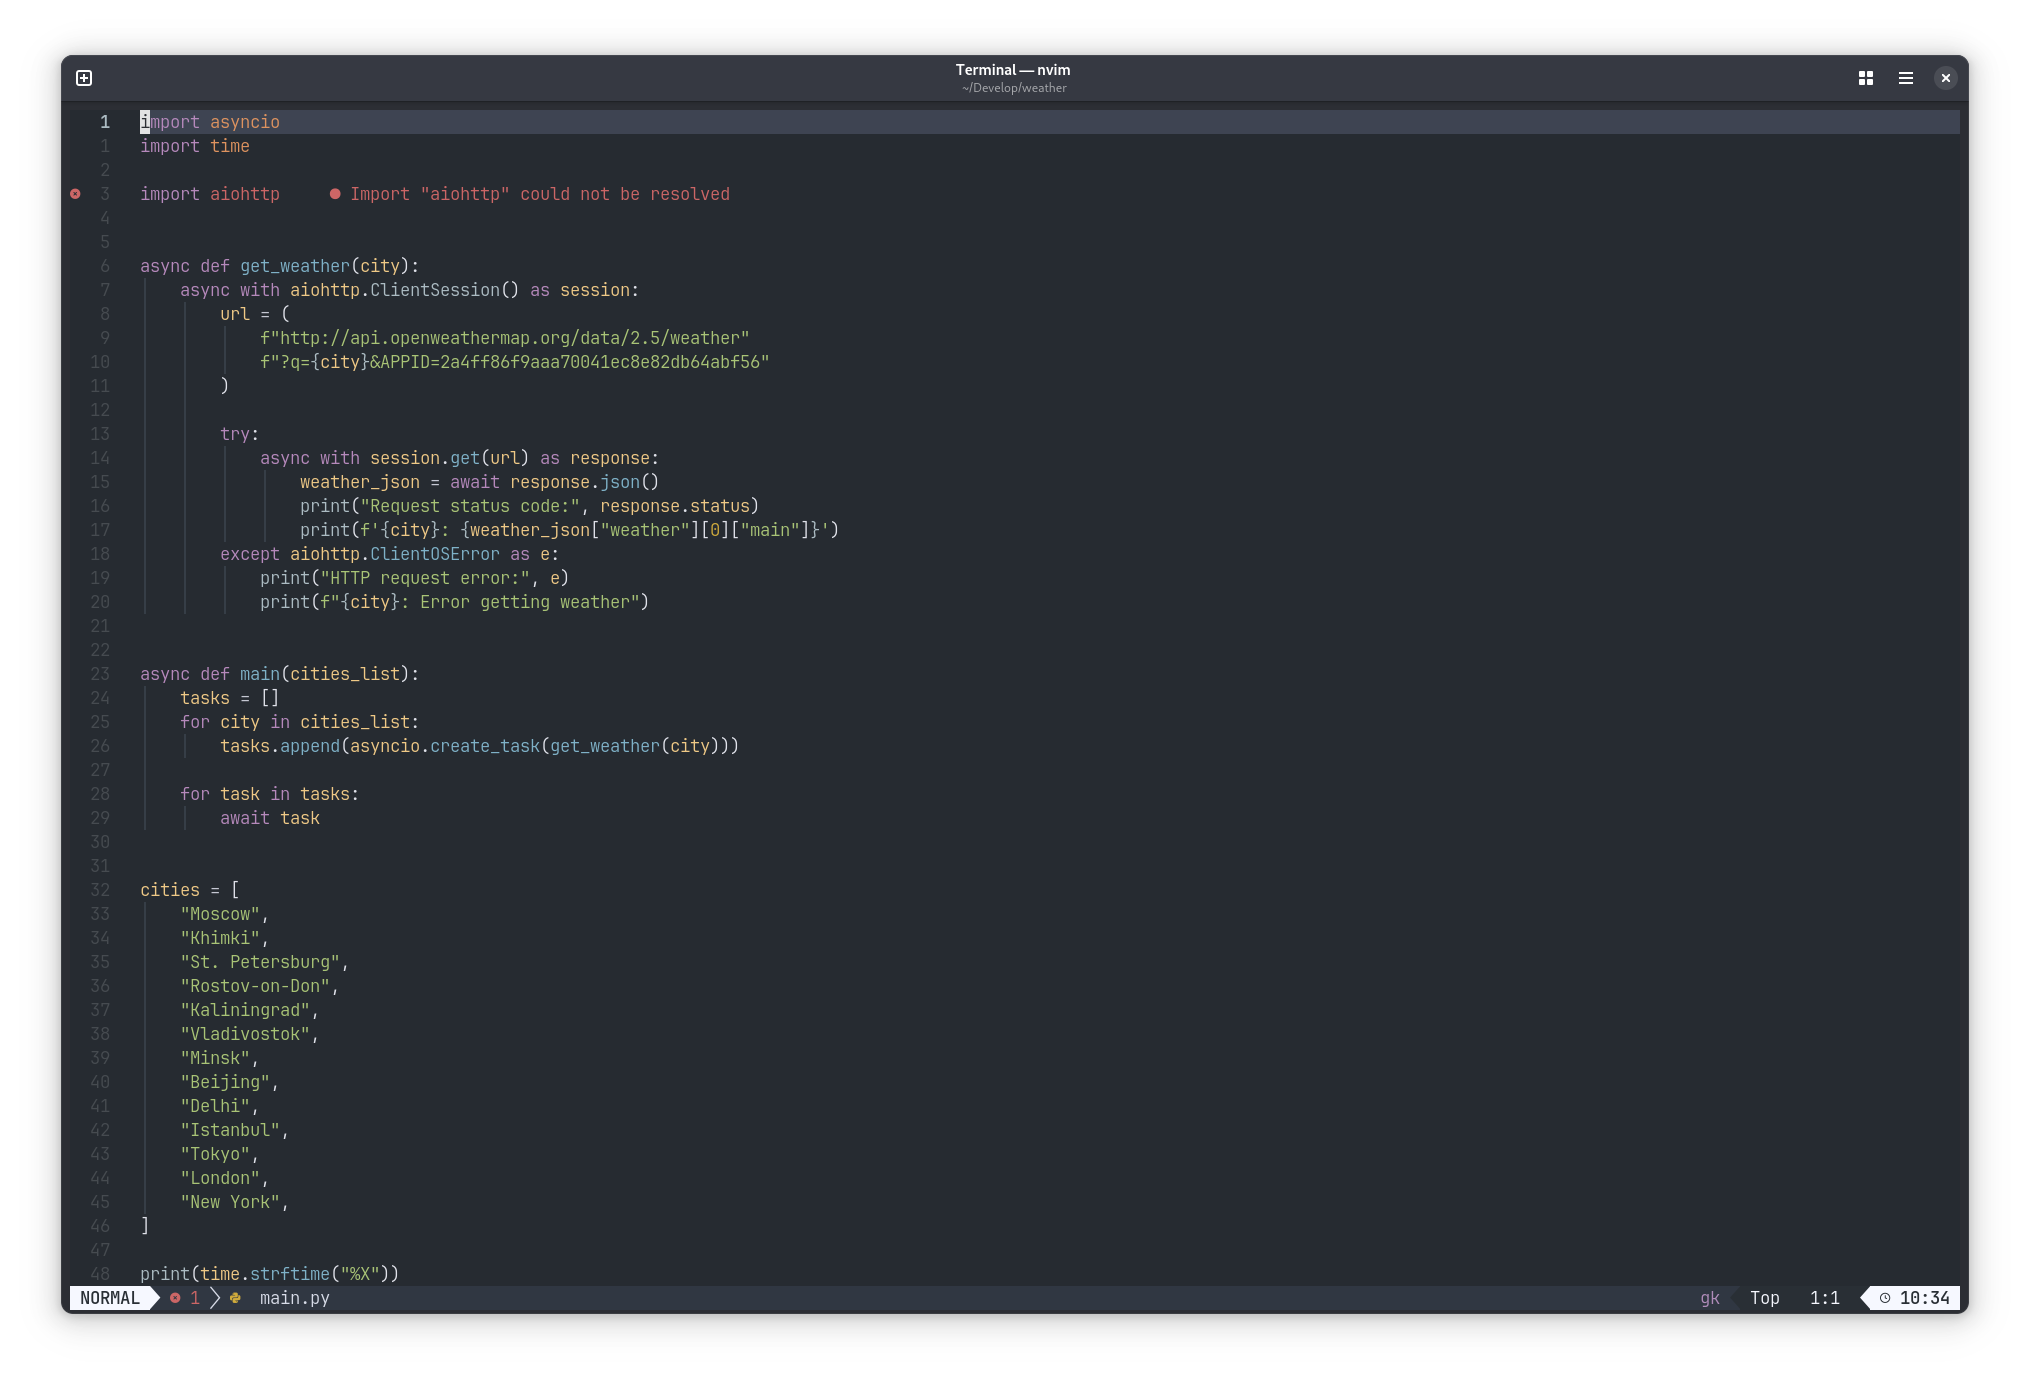 Terminal — nvim
~/Develop/weather
1 import asyncio
1 import time
2
3 import aiohttp ● Import "aiohttp" could not be resolved
4
5
6 async def get_weather(city):
7     async with aiohttp.ClientSession() as session:
8         url = (
9             f"http://api.openweathermap.org/data/2.5/weather"
10             f"?q={city}&APPID=2a4ff86f9aaa70041ec8e82db64abf56"
11         )
12
13         try:
14             async with session.get(url) as response:
15                 weather_json = await response.json()
16                 print("Request status code:", response.status)
17                 print(f'{city}: {weather_json["weather"][0]["main"]}')
18         except aiohttp.ClientOSError as e:
19             print("HTTP request error:", e)
20             print(f"{city}: Error getting weather")
21
22
23 async def main(cities_list):
24     tasks = []
25     for city in cities_list:
26         tasks.append(asyncio.create_task(get_weather(city)))
27
28     for task in tasks:
29         await task
30
31
32 cities = [
33     "Moscow",
34     "Khimki",
35     "St. Petersburg",
36     "Rostov-on-Don",
37     "Kaliningrad",
38     "Vladivostok",
39     "Minsk",
40     "Beijing",
41     "Delhi",
42     "Istanbul",
43     "Tokyo",
44     "London",
45     "New York",
46 ]
47
48 print(time.strftime("%X"))
NORMAL 1 main.py gk Top 1:1 10:34